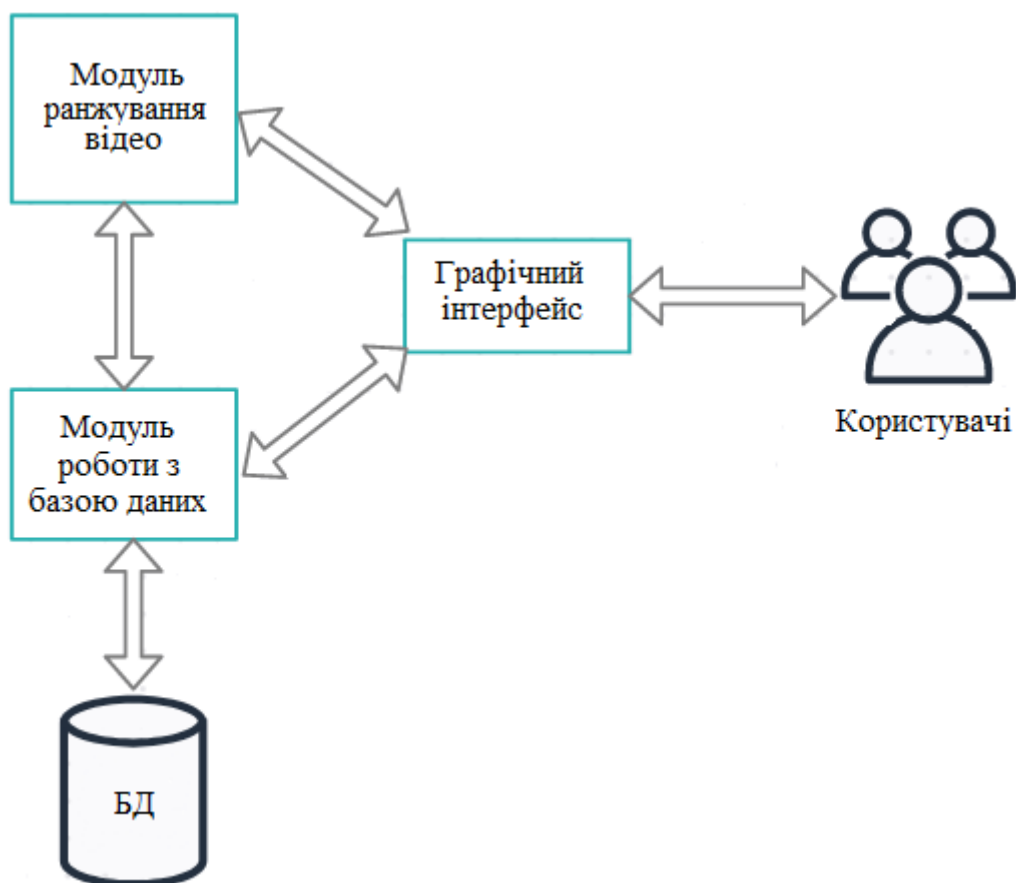 Модуль
ранжування
відео
Графічний
інтерфейс
Користувачі
Модуль
роботи з
базою даних
БД